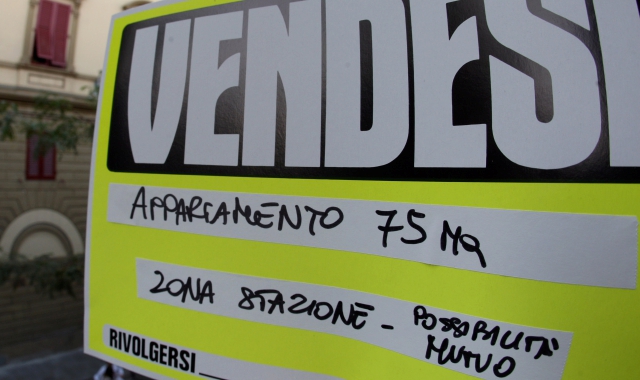 VENDESI
APPARTAMENTO 75 MQ
ZONA STAZIONE - POSSIBILITÀ
MUTUO
RIVOLGERSI